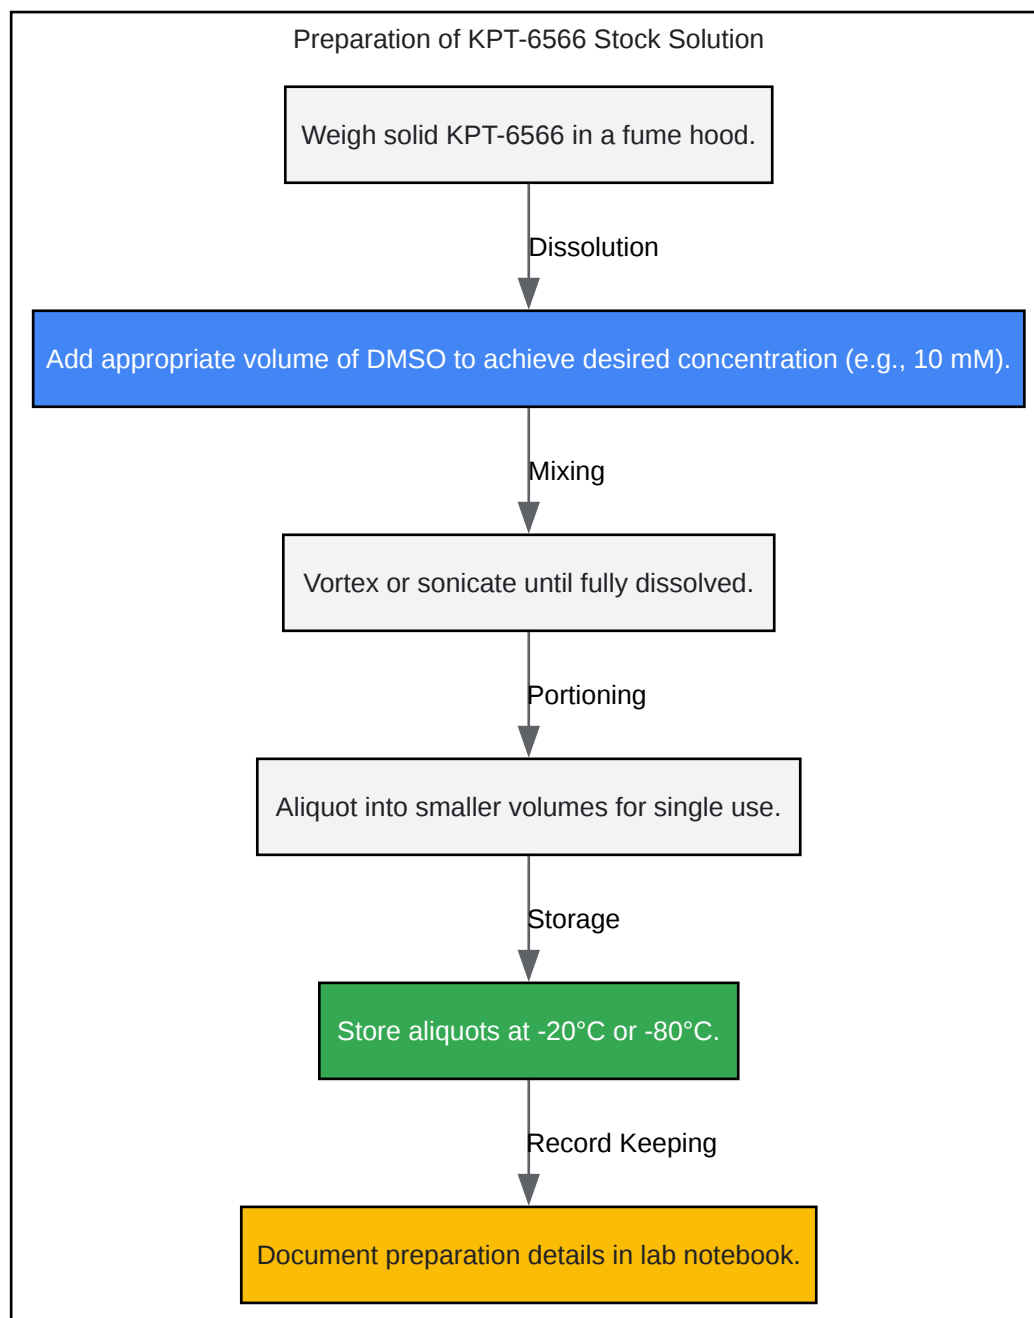 Preparation of KPT-6566 Stock Solution
Weigh solid KPT-6566 in a fume hood.
Dissolution
Add appropriate volume of DMSO to achieve desired concentration (e.g., 10 mM).
Mixing
Vortex or sonicate until fully dissolved.
Portioning
Aliquot into smaller volumes for single use.
Storage
Store aliquots at -20°C or -80°C.
Record Keeping
Document preparation details in lab notebook.